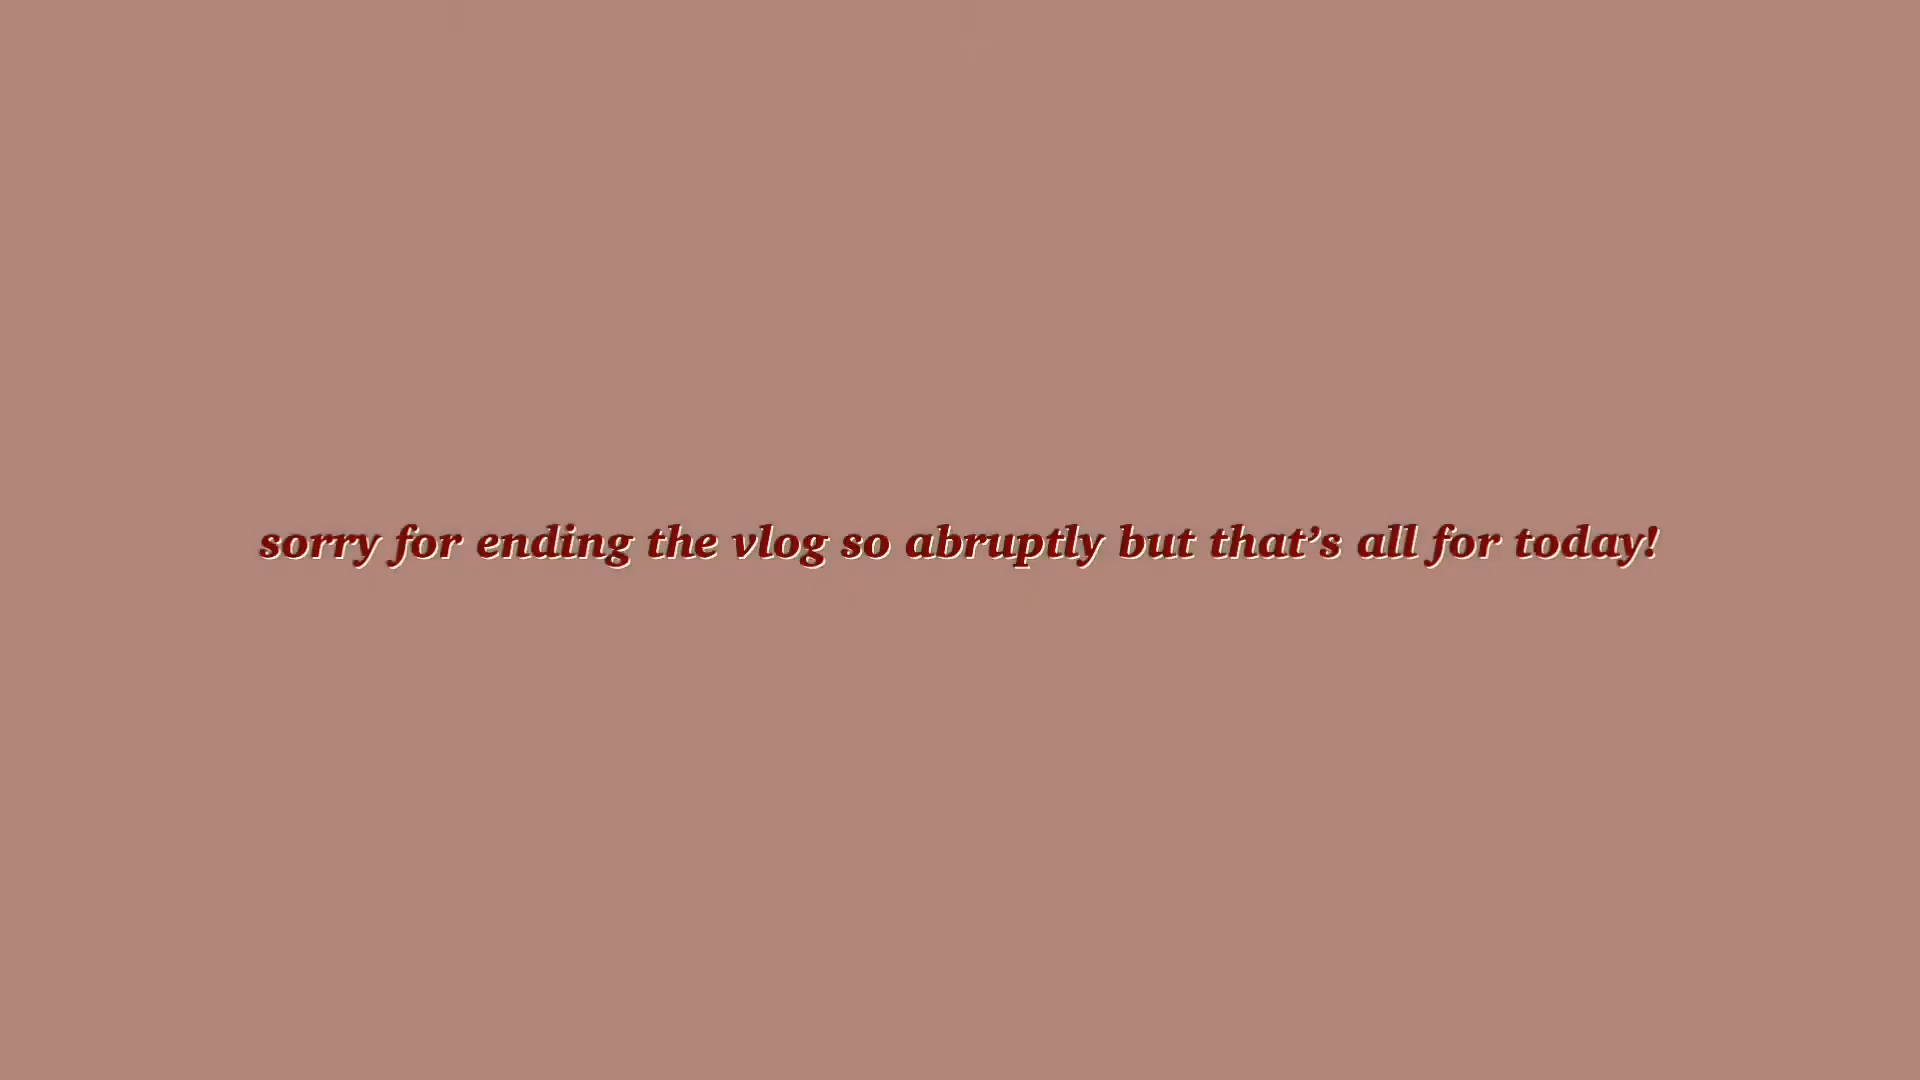 sorry for ending the vlog so abruptly but that’s all for today!